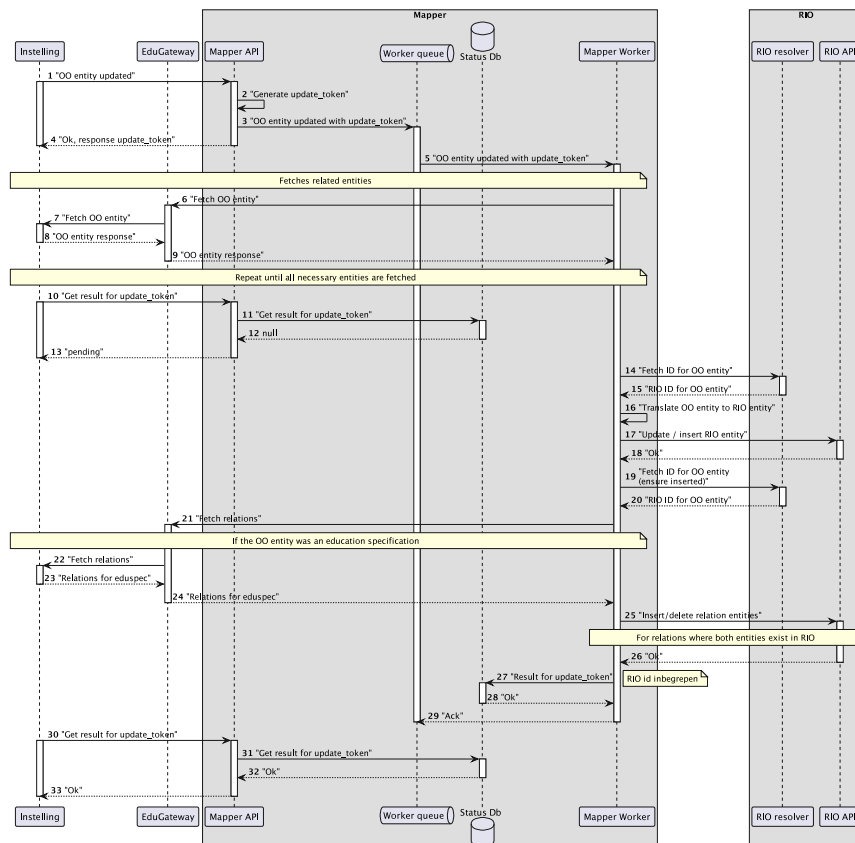 Mapper
RIO
Instelling
EduGateway
Mapper API
Worker queue
Status Db
Mapper Worker
RIO resolver
RIO API
1 "OO entity updated"
2 "Generate update_token"
3 "OO entity updated with update_token"
4 "Ok, response update_token"
5 "OO entity updated with update_token"
Fetches related entities
6 "Fetch OO entity"
7 "Fetch OO entity"
8 "OO entity response"
9 "OO entity response"
Repeat until all necessary entities are fetched
10 "Get result for update_token"
11 "Get result for update_token"
12 null
13 "pending"
14 "Fetch ID for OO entity"
15 "RIO ID for OO entity"
16 "Translate OO entity to RIO entity"
17 "Update / insert RIO entity"
18 "Ok"
19 "Fetch ID for OO entity
(ensure inserted)"
20 "RIO ID for OO entity"
21 "Fetch relations"
If the OO entity was an education specification
22 "Fetch relations"
23 "Relations for eduspec"
24 "Relations for eduspec"
25 "Insert/delete relation entities"
For relations where both entities exist in RIO
26 "Ok"
27 "Result for update_token"
RIO id inbegrepen
28 "Ok"
29 "Ack"
30 "Get result for update_token"
31 "Get result for update_token"
32 "Ok"
33 "Ok"
Instelling
EduGateway
Mapper API
Worker queue
Status Db
Mapper Worker
RIO resolver
RIO API